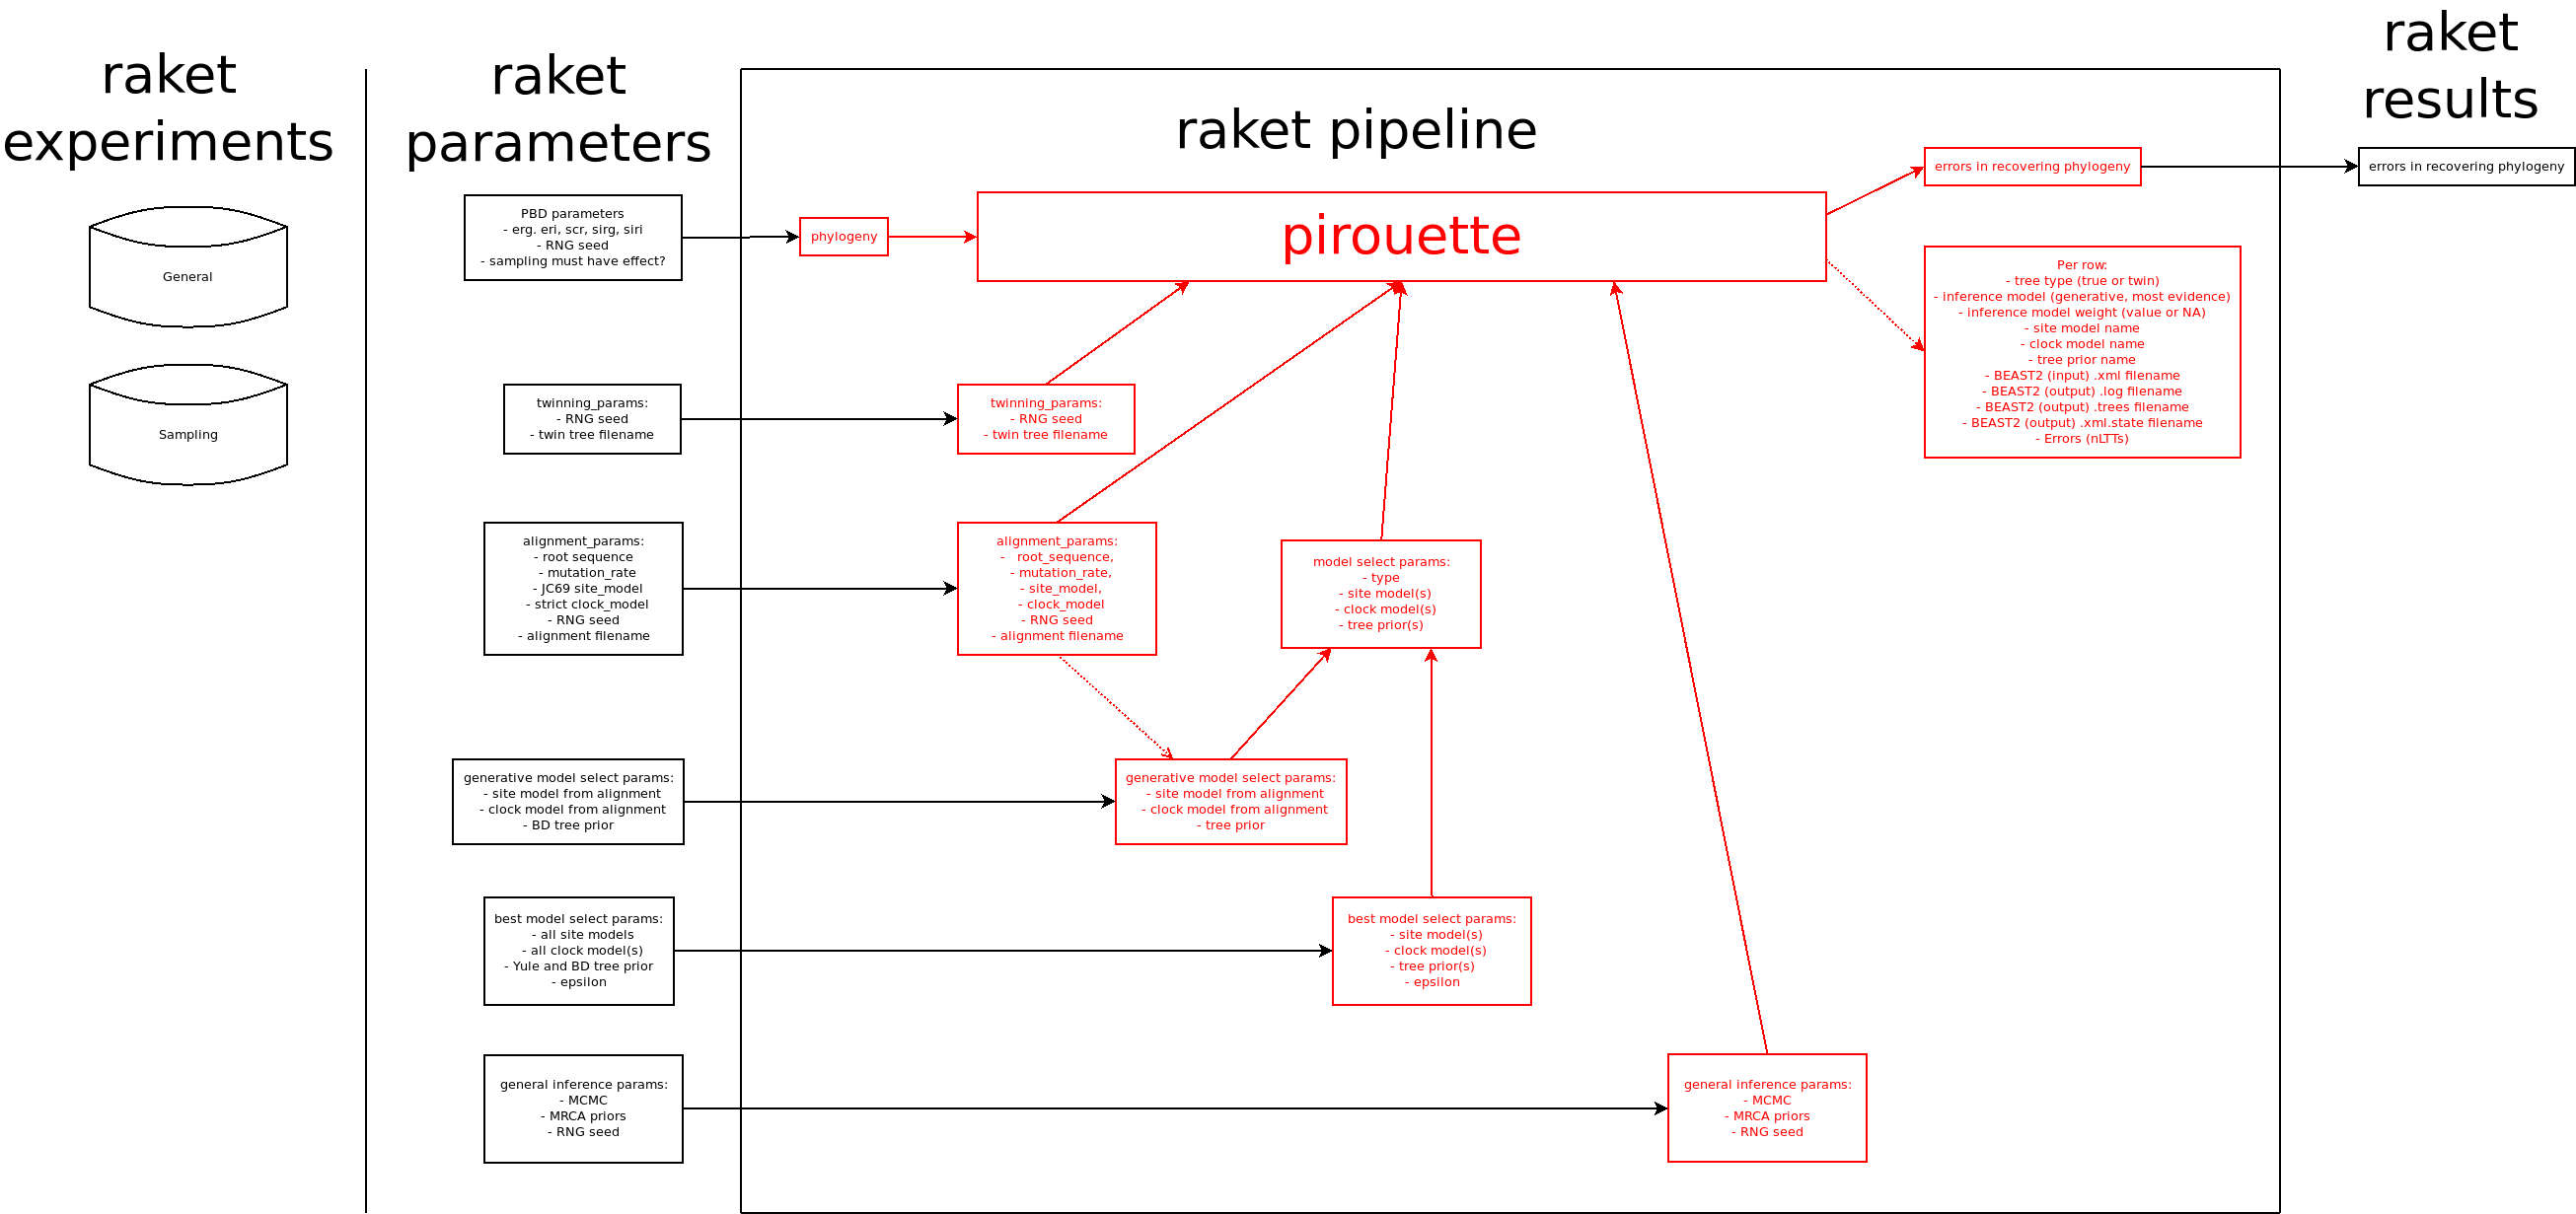 raket
experiments
General
Sampling
raket
parameters
PBD parameters
- erg. eri, scr, sirg, siri
- RNG seed
- sampling must have effect?
twinning_params:
- RNG seed
- twin tree filename
alignment_params:
- root sequence
- mutation_rate
- JC69 site_model
- strict clock_model
- RNG seed
- alignment filename
generative model select params:
- site model from alignment
- clock model from alignment
- BD tree prior
best model select params:
- all site models
- all clock model(s)
- Yule and BD tree prior
- epsilon
general inference params:
- MCMC
- MRCA priors
- RNG seed
raket pipeline
phylogeny
pirouette
twinning_params:
- RNG seed
- twin tree filename
alignment_params:
- root_sequence,
- mutation_rate,
- site_model,
- clock_model
- RNG seed
- alignment filename
model select params:
- type
- site model(s)
- clock model(s)
- tree prior(s)
generative model select params:
- site model from alignment
- clock model from alignment
- tree prior
best model select params:
- site model(s)
- clock model(s)
- tree prior(s)
- epsilon
general inference params:
- MCMC
- MRCA priors
- RNG seed
errors in recovering phylogeny
Per row:
- tree type (true or twin)
- inference model (generative, most evidence)
- inference model weight (value or NA)
- site model name
- clock model name
- tree prior name
- BEAST2 (input) .xml filename
- BEAST2 (output) .log filename
- BEAST2 (output) .trees filename
- BEAST2 (output) .xml.state filename
- Errors (nLTTs)
raket
results
errors in recovering phylogeny